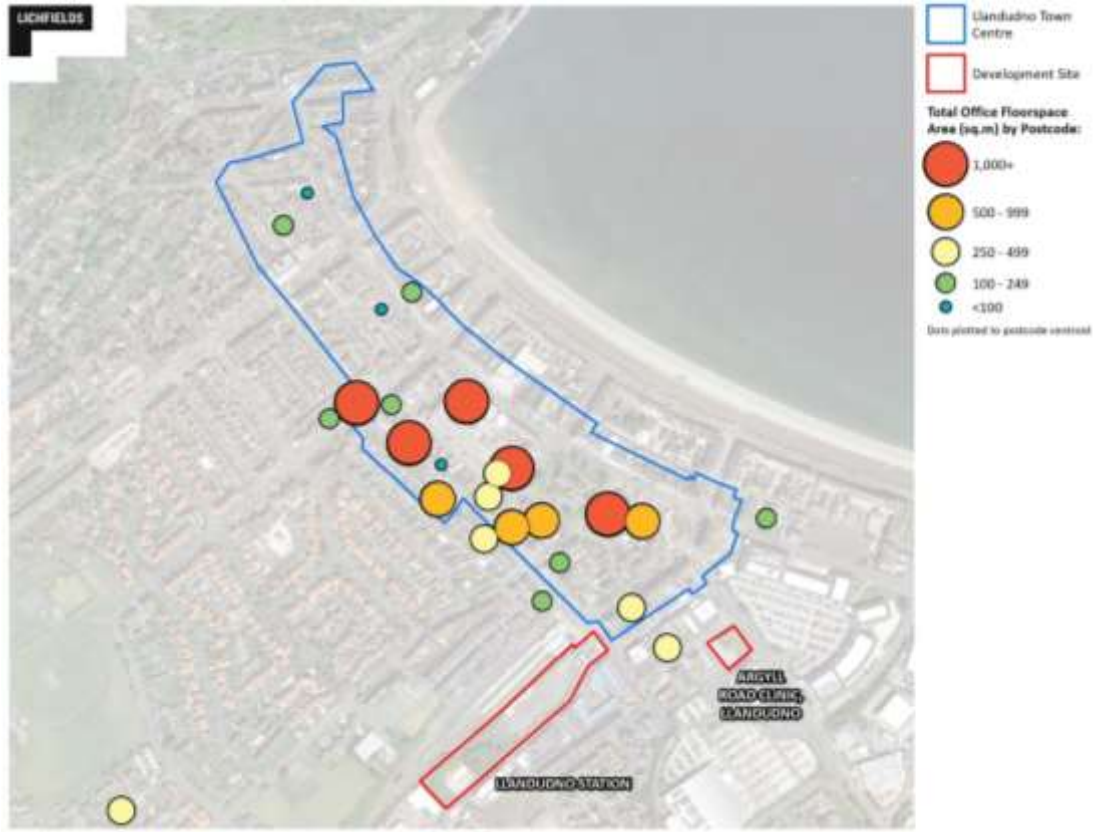 LICHFIELDS
Llandudno Town
Centre
Development Site
Total Office Floorspace
Area (sq.m) by Postcode:
1,000+
500 - 999
250 - 499
100 - 249
<100
Dots plotted to postcode centroid
ARGYLL
ROAD CLINIC,
LLANDUDNO
LLANDUDNO STATION